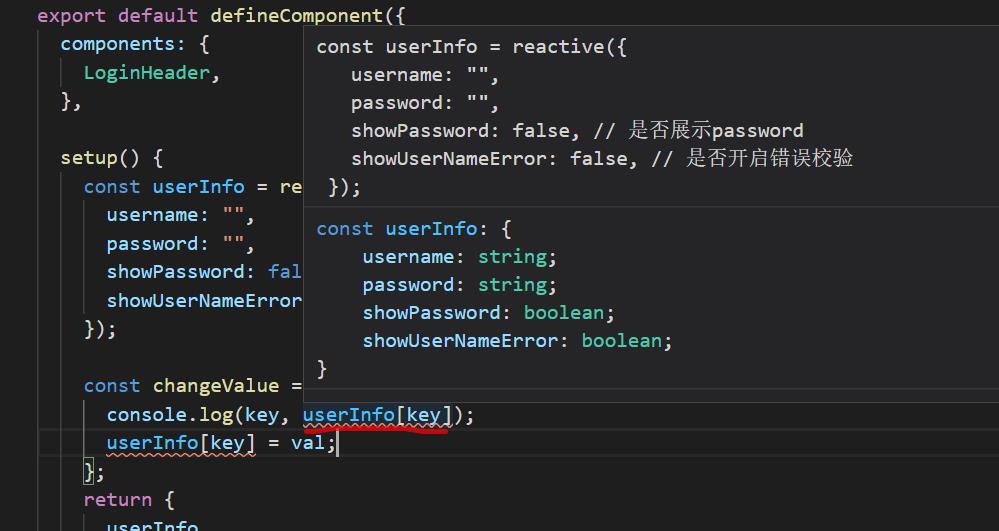 export default defineComponent({
components: {
LoginHeader,
},
setup() {
const userInfo = re
username: "",
password: "",
showPassword: fal
showUserNameError
});
const changeValue =
console.log(key, userInfo[key]);
userInfo[key] = val;
};
return {
userInfo
const userInfo = reactive({
username: "",
password: "",
showPassword: false, // 是否展示password
showUserNameError: false, // 是否开启错误校验
});
const userInfo: {
username: string;
password: string;
showPassword: boolean;
showUserNameError: boolean;
}